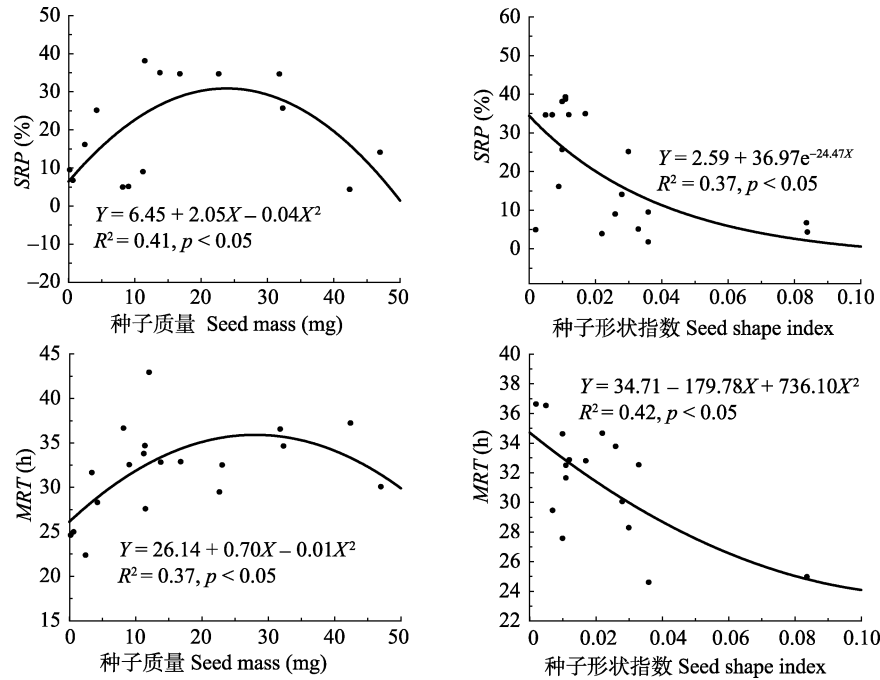 50
40
30
20
10
0
–10
–20
SRP (%)
Y = 6.45 + 2.05X – 0.04X²
R² = 0.41, p < 0.05
0 10 20 30 40 50
种子质量 Seed mass (mg)
60
50
40
30
20
10
0
SRP (%)
Y = 2.59 + 36.97e⁻²⁴·⁴⁷ˣ
R² = 0.37, p < 0.05
0 0.02 0.04 0.06 0.08 0.10
种子形状指数 Seed shape index
45
40
35
30
25
20
15
MRT (h)
Y = 26.14 + 0.70X – 0.01X²
R² = 0.37, p < 0.05
0 10 20 30 40 50
种子质量 Seed mass (mg)
40
38
36
34
32
30
28
26
24
22
MRT (h)
Y = 34.71 – 179.78X + 736.10X²
R² = 0.42, p < 0.05
0 0.02 0.04 0.06 0.08 0.10
种子形状指数 Seed shape index